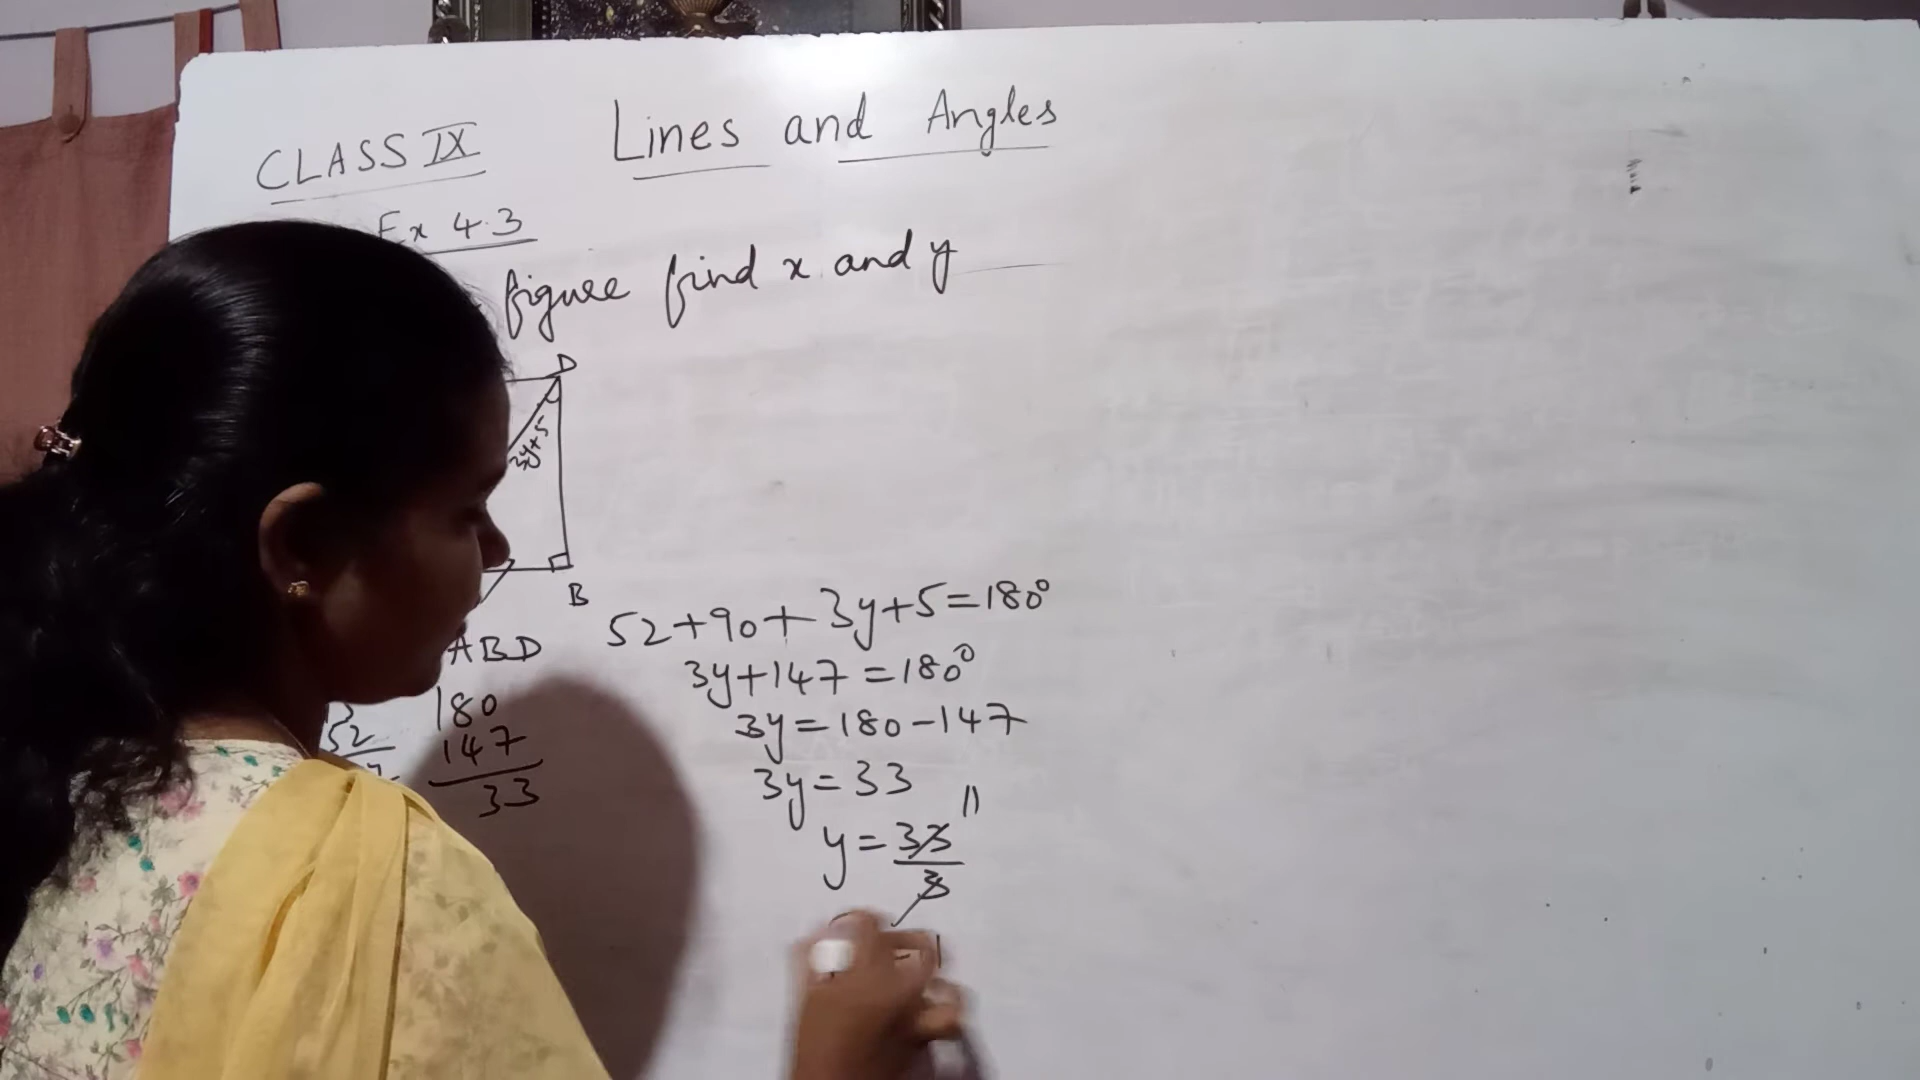 CLASS IX
Lines and Angles
Ex 4.3
figure find x and y
D
3y+5
B
ABD
52+90+3y+5=180°
3y+147=180°
3y=180-147
3y=33
y=33/3
11
180
147
33
52